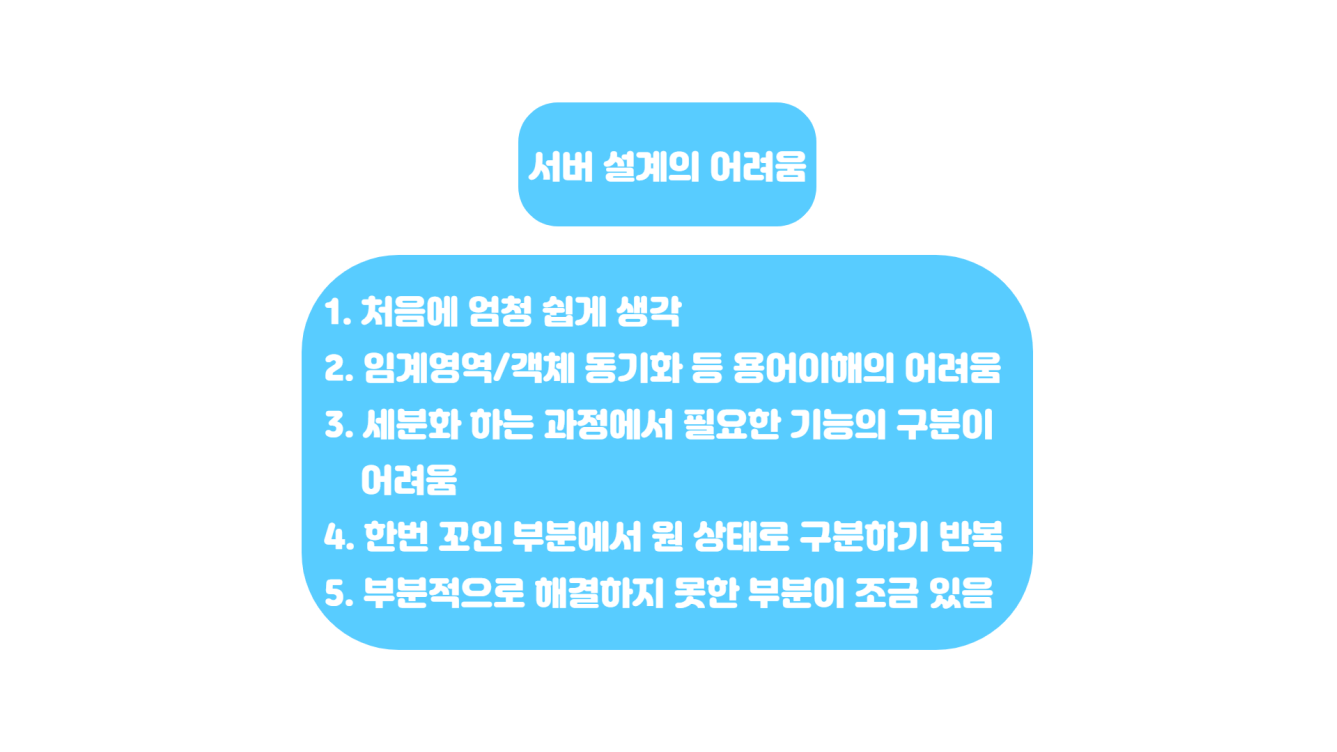 서버 설계의 어려움
1. 처음에 엄청 쉽게 생각
2. 임계영역/객체 동기화 등 용어이해의 어려움
3. 세분화 하는 과정에서 필요한 기능의 구분이
어려움
4. 한번 꼬인 부분에서 원 상태로 구분하기 반복
5. 부분적으로 해결하지 못한 부분이 조금 있음